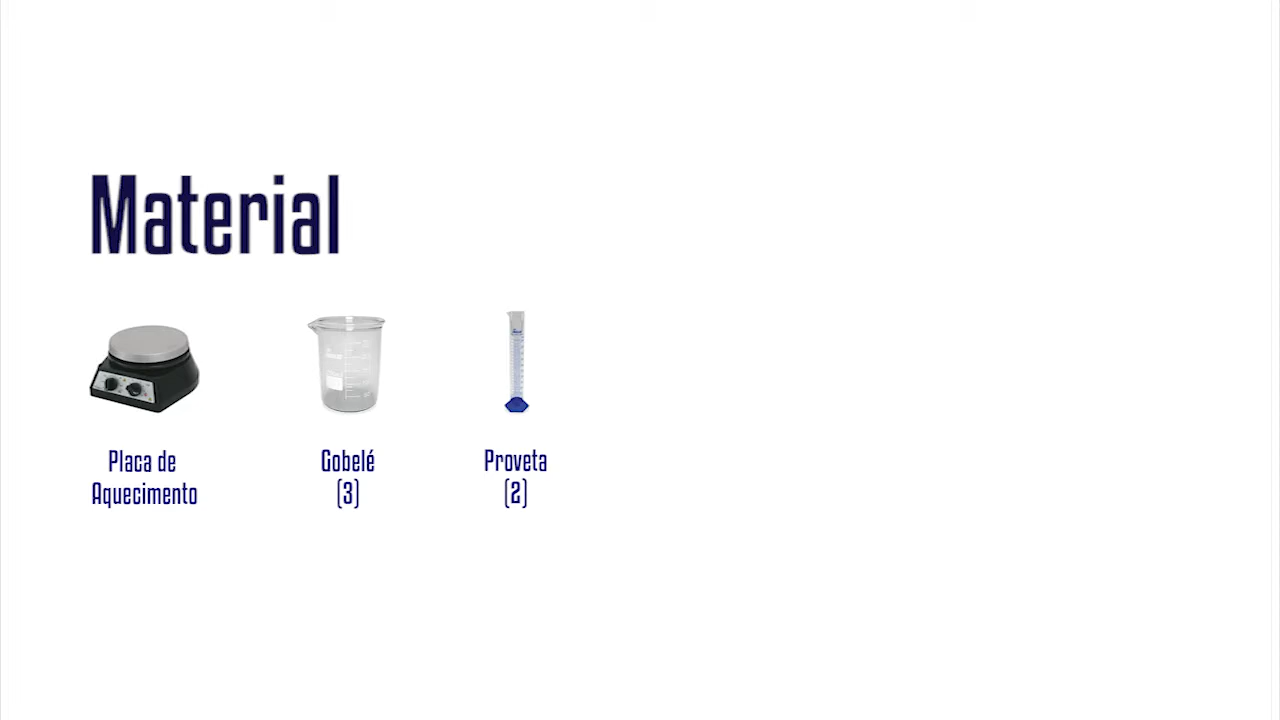 Material
Placa de
Aquecimento
Gobelé
(3)
Proveta
(2)